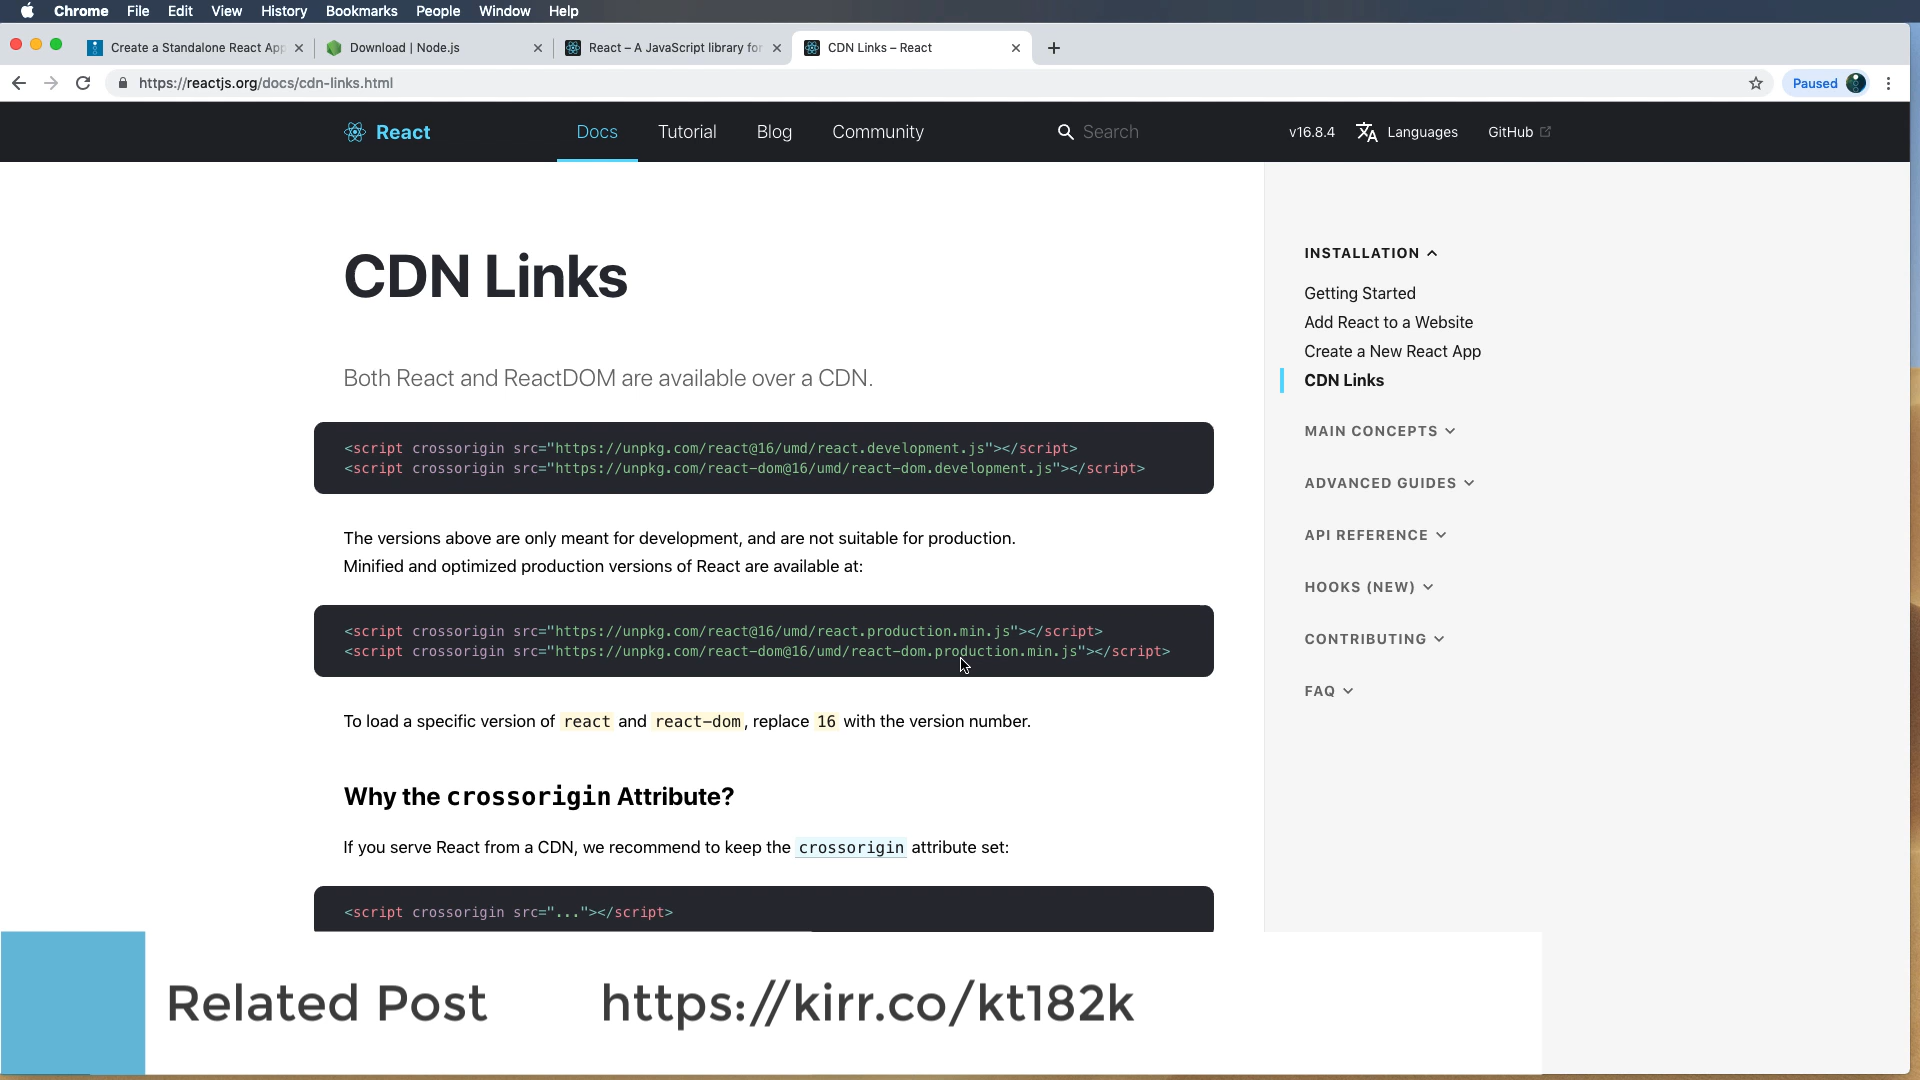 Chrome File Edit View History Bookmarks People Window Help
Create a Standalone React App
Download | Node.js
React – A JavaScript library for
CDN Links – React
https://reactjs.org/docs/cdn-links.html
Paused
React
Docs
Tutorial
Blog
Community
Search
v16.8.4
Languages
GitHub
CDN Links
Both React and ReactDOM are available over a CDN.
<script crossorigin src="https://unpkg.com/react@16/umd/react.development.js"></script>
<script crossorigin src="https://unpkg.com/react-dom@16/umd/react-dom.development.js"></script>
The versions above are only meant for development, and are not suitable for production.
Minified and optimized production versions of React are available at:
<script crossorigin src="https://unpkg.com/react@16/umd/react.production.min.js"></script>
<script crossorigin src="https://unpkg.com/react-dom@16/umd/react-dom.production.min.js"></script>
To load a specific version of react and react-dom, replace 16 with the version number.
Why the crossorigin Attribute?
If you serve React from a CDN, we recommend to keep the crossorigin attribute set:
<script crossorigin src="..."></script>
INSTALLATION
Getting Started
Add React to a Website
Create a New React App
CDN Links
MAIN CONCEPTS
ADVANCED GUIDES
API REFERENCE
HOOKS (NEW)
CONTRIBUTING
FAQ
Related Post https://kirr.co/kt182k